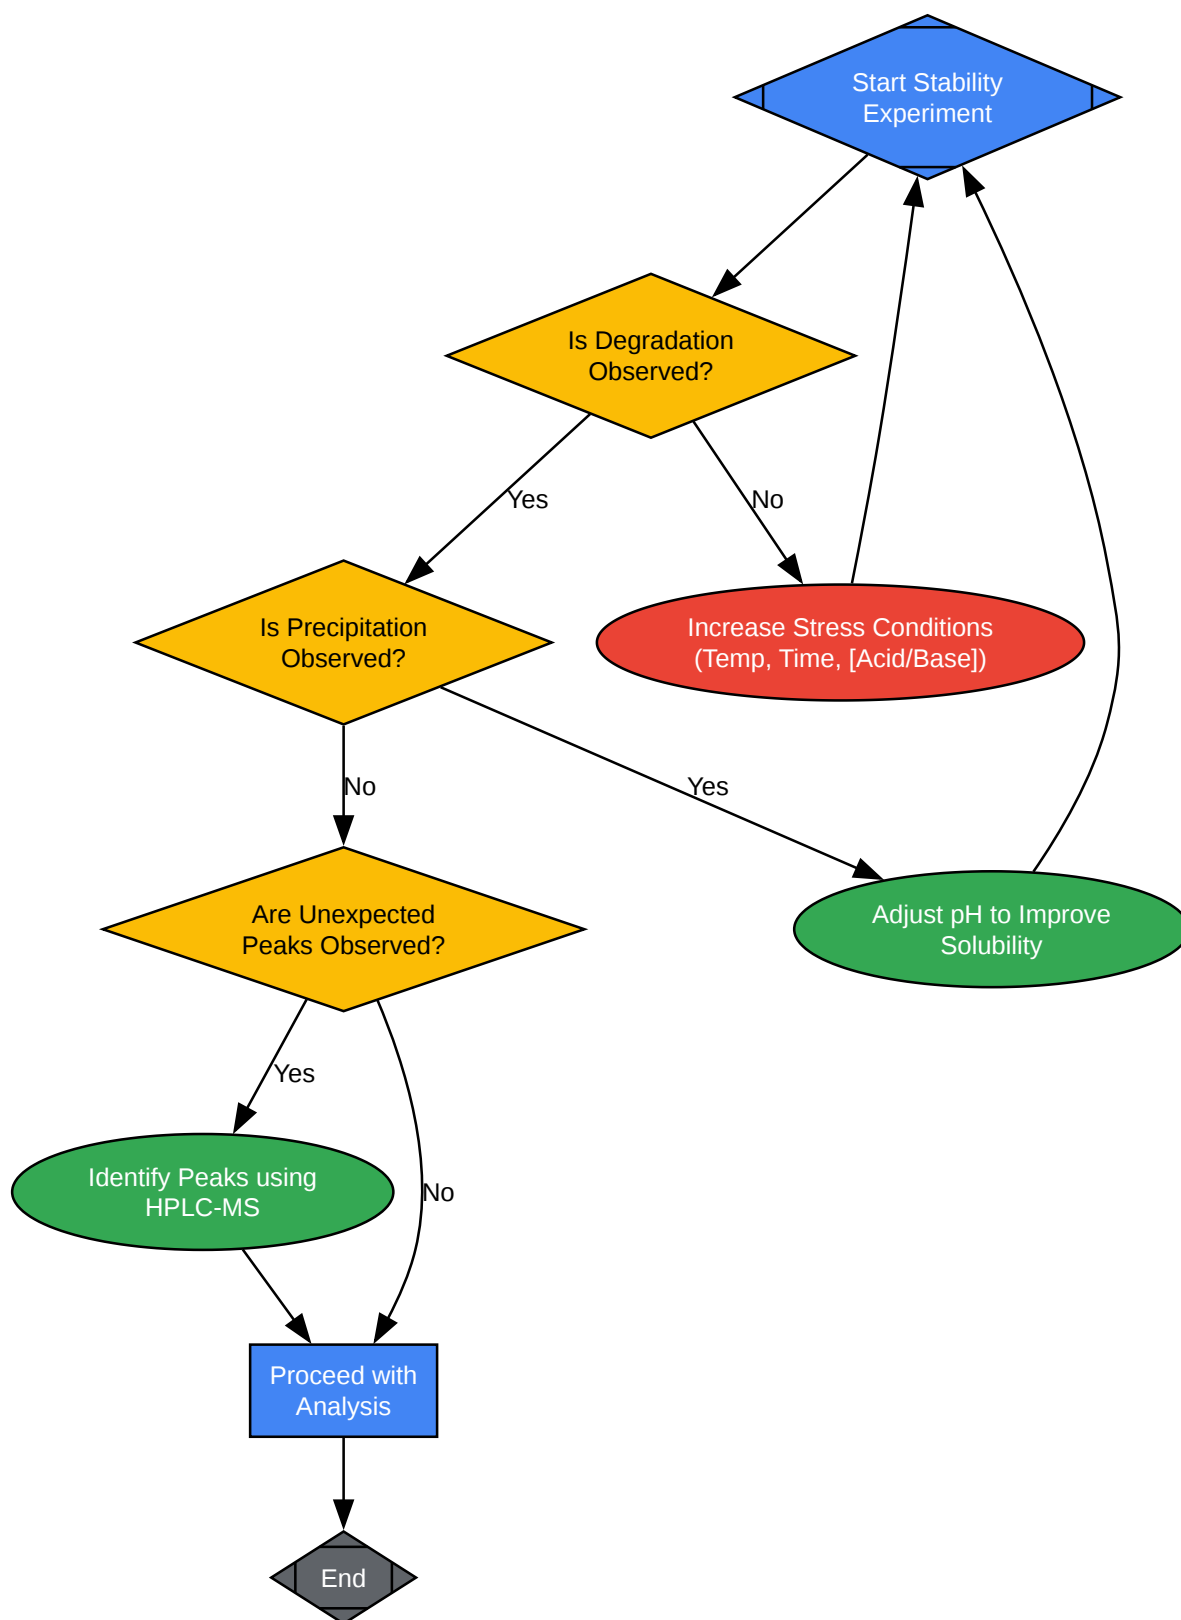 Start Stability
Experiment
Is Degradation
Observed?
Yes
No
Is Precipitation
Observed?
Increase Stress Conditions
(Temp, Time, [Acid/Base])
No
Yes
Are Unexpected
Peaks Observed?
Adjust pH to Improve
Solubility
Yes
No
Identify Peaks using
HPLC-MS
Proceed with
Analysis
End